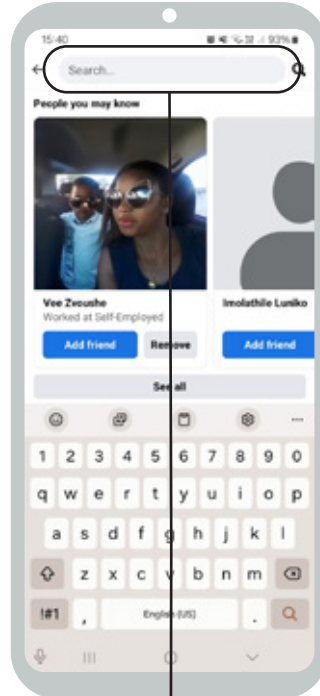 15:40 93%
Search...
People you may know
Vee Zvoushe Imolathile Luniko
Worked at Self-Employed
Add friend Remove Add friend
See all
1 2 3 4 5 6 7 8 9 0
q w e r t y u i o p
a s d f g h j k l
z x c v b n m
!#1 , English (US) .